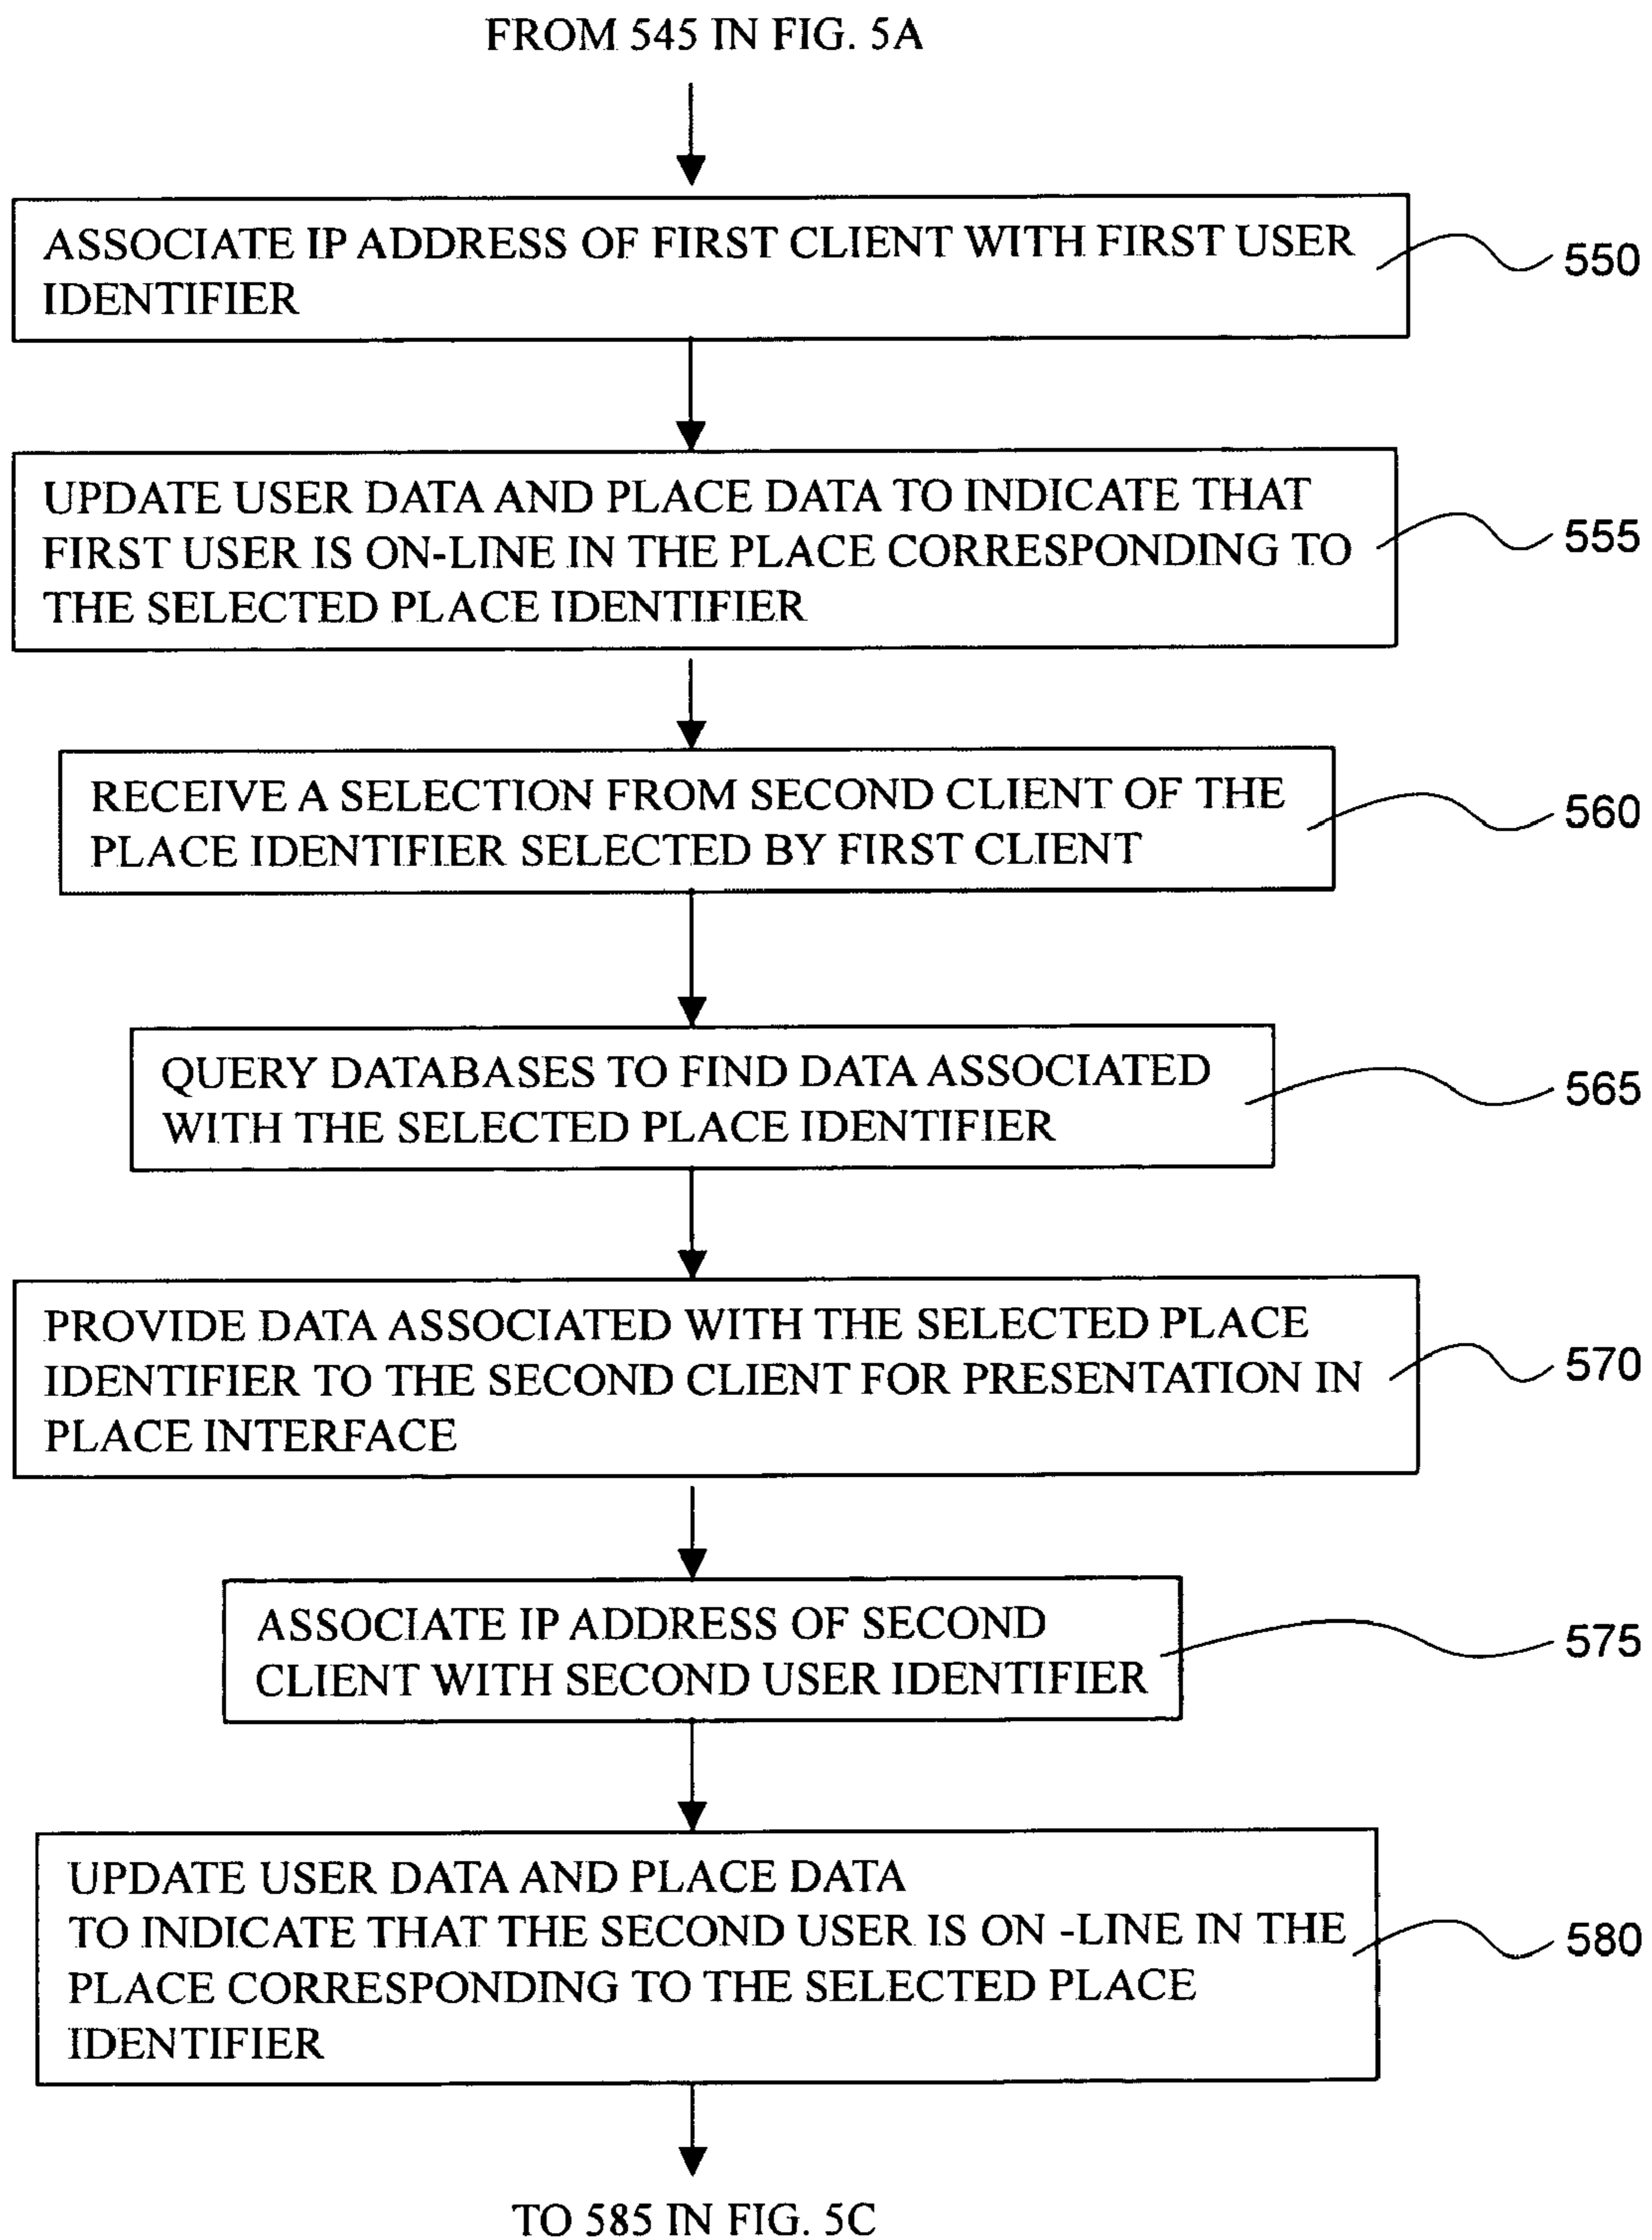 FROM 545 IN FIG. 5A
ASSOCIATE IP ADDRESS OF FIRST CLIENT WITH FIRST USER
IDENTIFIER
550
UPDATE USER DATA AND PLACE DATA TO INDICATE THAT
FIRST USER IS ON-LINE IN THE PLACE CORRESPONDING TO
THE SELECTED PLACE IDENTIFIER
555
RECEIVE A SELECTION FROM SECOND CLIENT OF THE
PLACE IDENTIFIER SELECTED BY FIRST CLIENT
560
QUERY DATABASES TO FIND DATA ASSOCIATED
WITH THE SELECTED PLACE IDENTIFIER
565
PROVIDE DATA ASSOCIATED WITH THE SELECTED PLACE
IDENTIFIER TO THE SECOND CLIENT FOR PRESENTATION IN
PLACE INTERFACE
570
ASSOCIATE IP ADDRESS OF SECOND
CLIENT WITH SECOND USER IDENTIFIER
575
UPDATE USER DATA AND PLACE DATA
TO INDICATE THAT THE SECOND USER IS ON -LINE IN THE
PLACE CORRESPONDING TO THE SELECTED PLACE
IDENTIFIER
580
TO 585 IN FIG. 5C